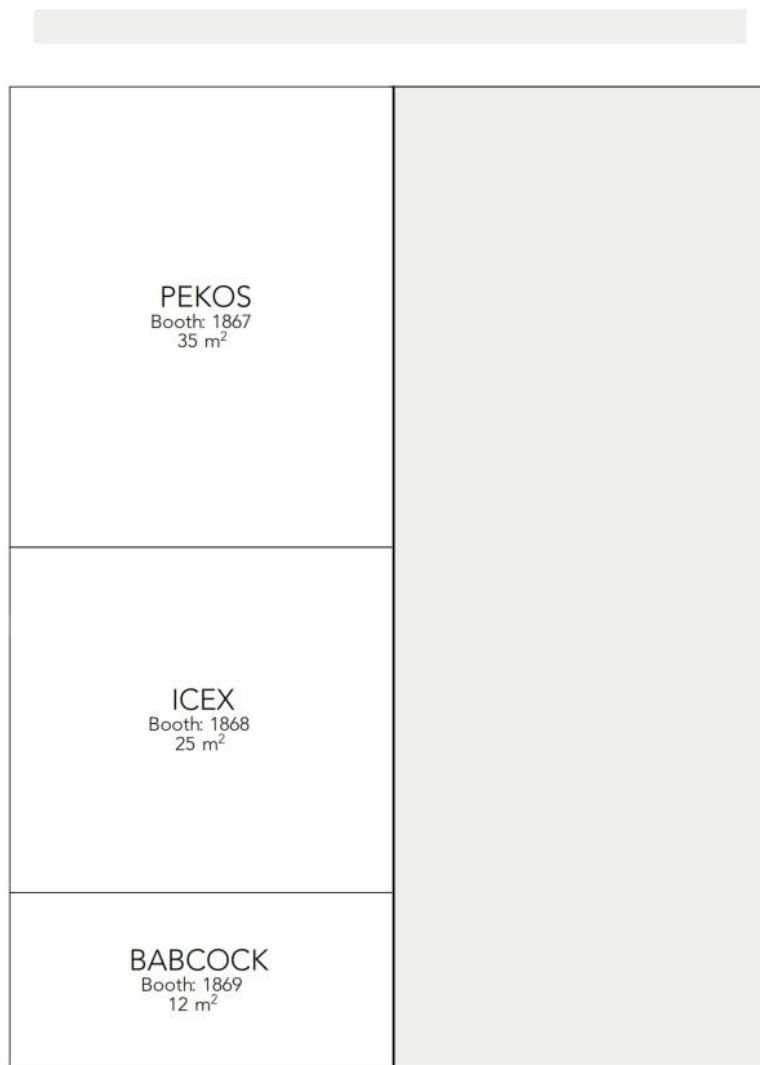 PEKOS
Booth: 1867
35 m²
ICEX
Booth: 1868
25 m²
BABCOCK
Booth: 1869
12 m²